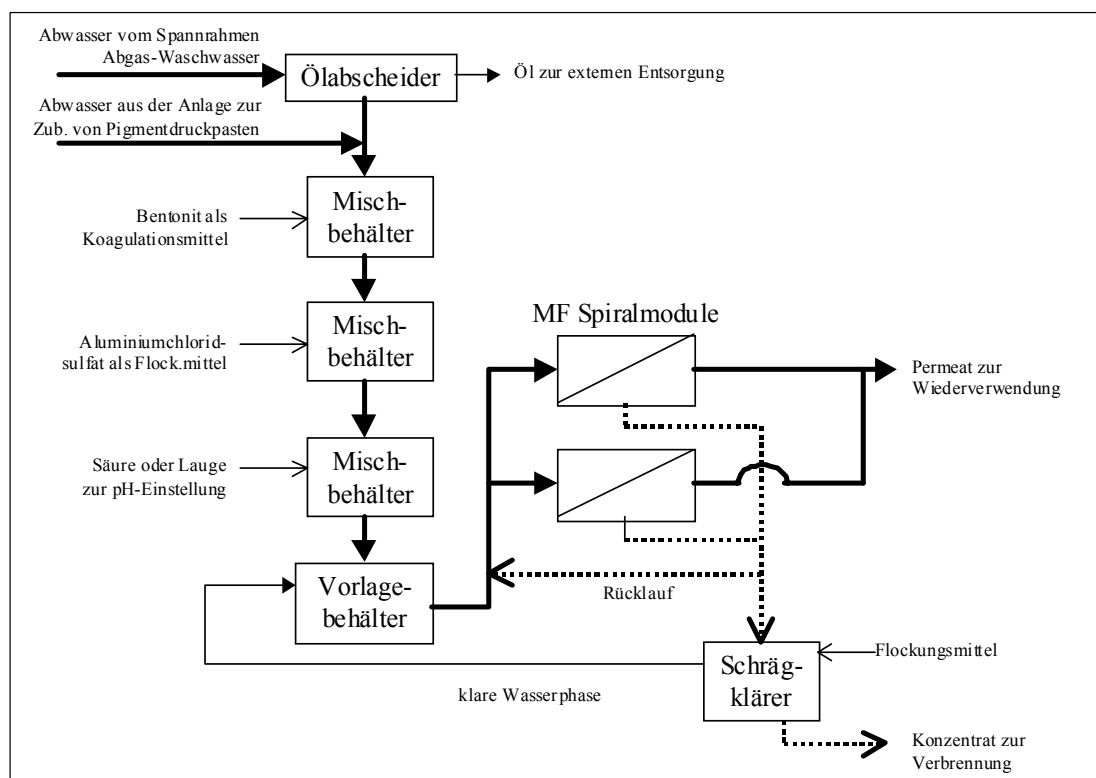 Abwasser vom Spannrahmen
Abgas-Waschwasser
Ölabscheider
Öl zur externen Entsorgung
Abwasser aus der Anlage zur
Zub. von Pigmentdruckpasten
Misch-
behälter
Bentonit als
Koagulationsmittel
MF Spiralmodule
Misch-
behälter
Aluminiumchlorid-
sulfat als Flock.mittel
Permeat zur
Wiederverwendung
Misch-
behälter
Säure oder Lauge
zur pH-Einstellung
Vorlage-
behälter
Rücklauf
Schräg-
klärer
Flockungsmittel
klare Wasserphase
Konzentrat zur
Verbrennung